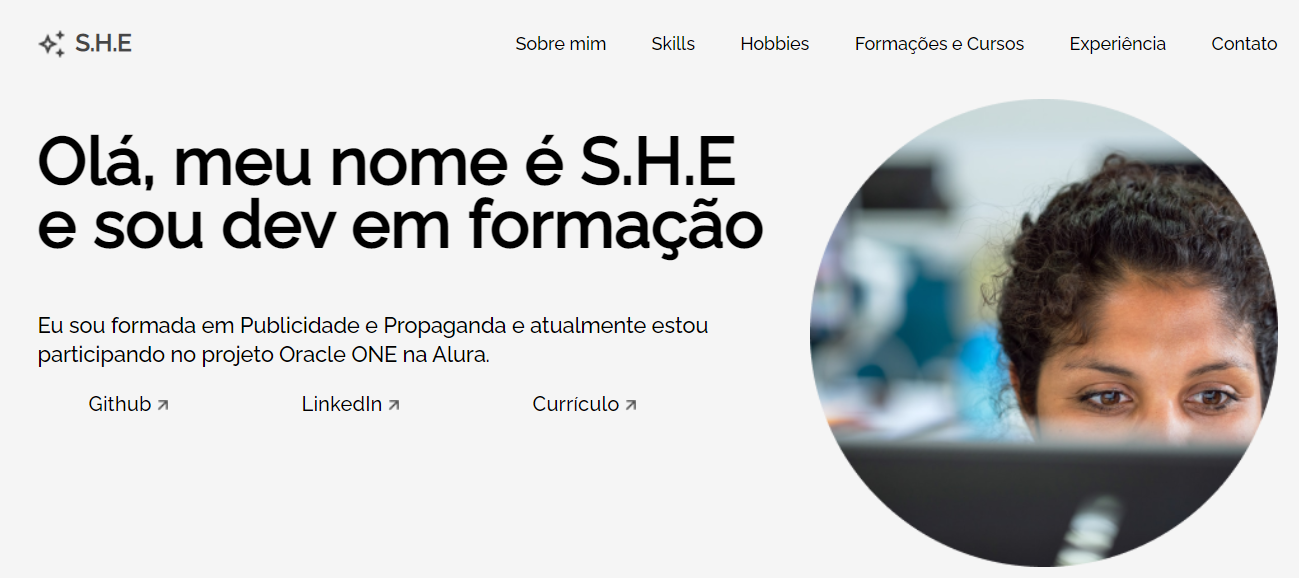 S.H.E
Sobre mim
Skills
Hobbies
Formações e Cursos
Experiência
Contato
Olá, meu nome é S.H.E
e sou dev em formação
Eu sou formada em Publicidade e Propaganda e atualmente estou
participando no projeto Oracle ONE na Alura.
Github
LinkedIn
Currículo